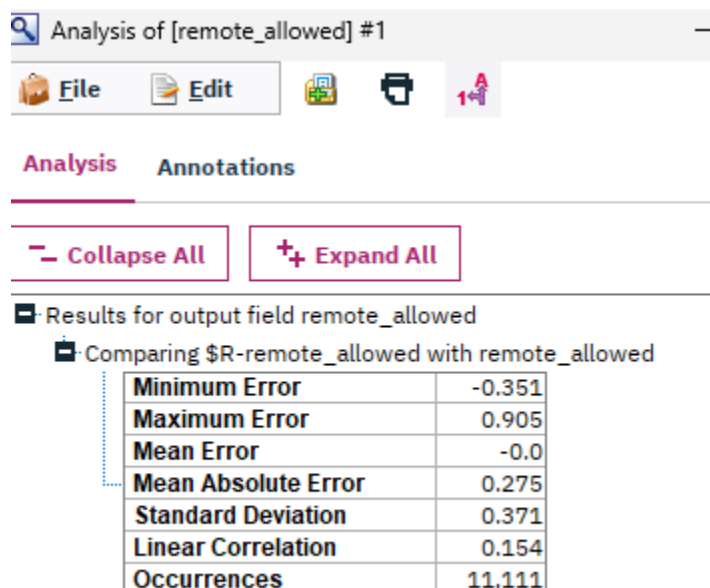 Analysis of [remote_allowed] #1
File Edit
Analysis Annotations
Collapse All Expand All
Results for output field remote_allowed
Comparing $R-remote_allowed with remote_allowed
Minimum Error -0.351
Maximum Error 0.905
Mean Error -0.0
Mean Absolute Error 0.275
Standard Deviation 0.371
Linear Correlation 0.154
Occurrences 11,111